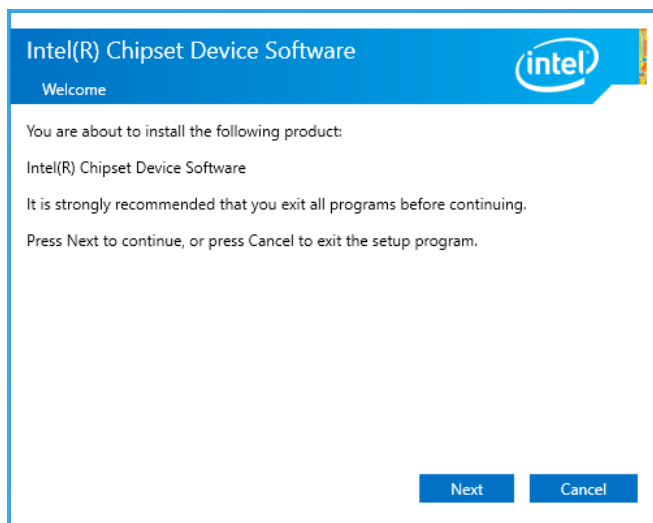 Intel(R) Chipset Device Software
intel
Welcome
You are about to install the following product:
Intel(R) Chipset Device Software
It is strongly recommended that you exit all programs before continuing.
Press Next to continue, or press Cancel to exit the setup program.
Next
Cancel